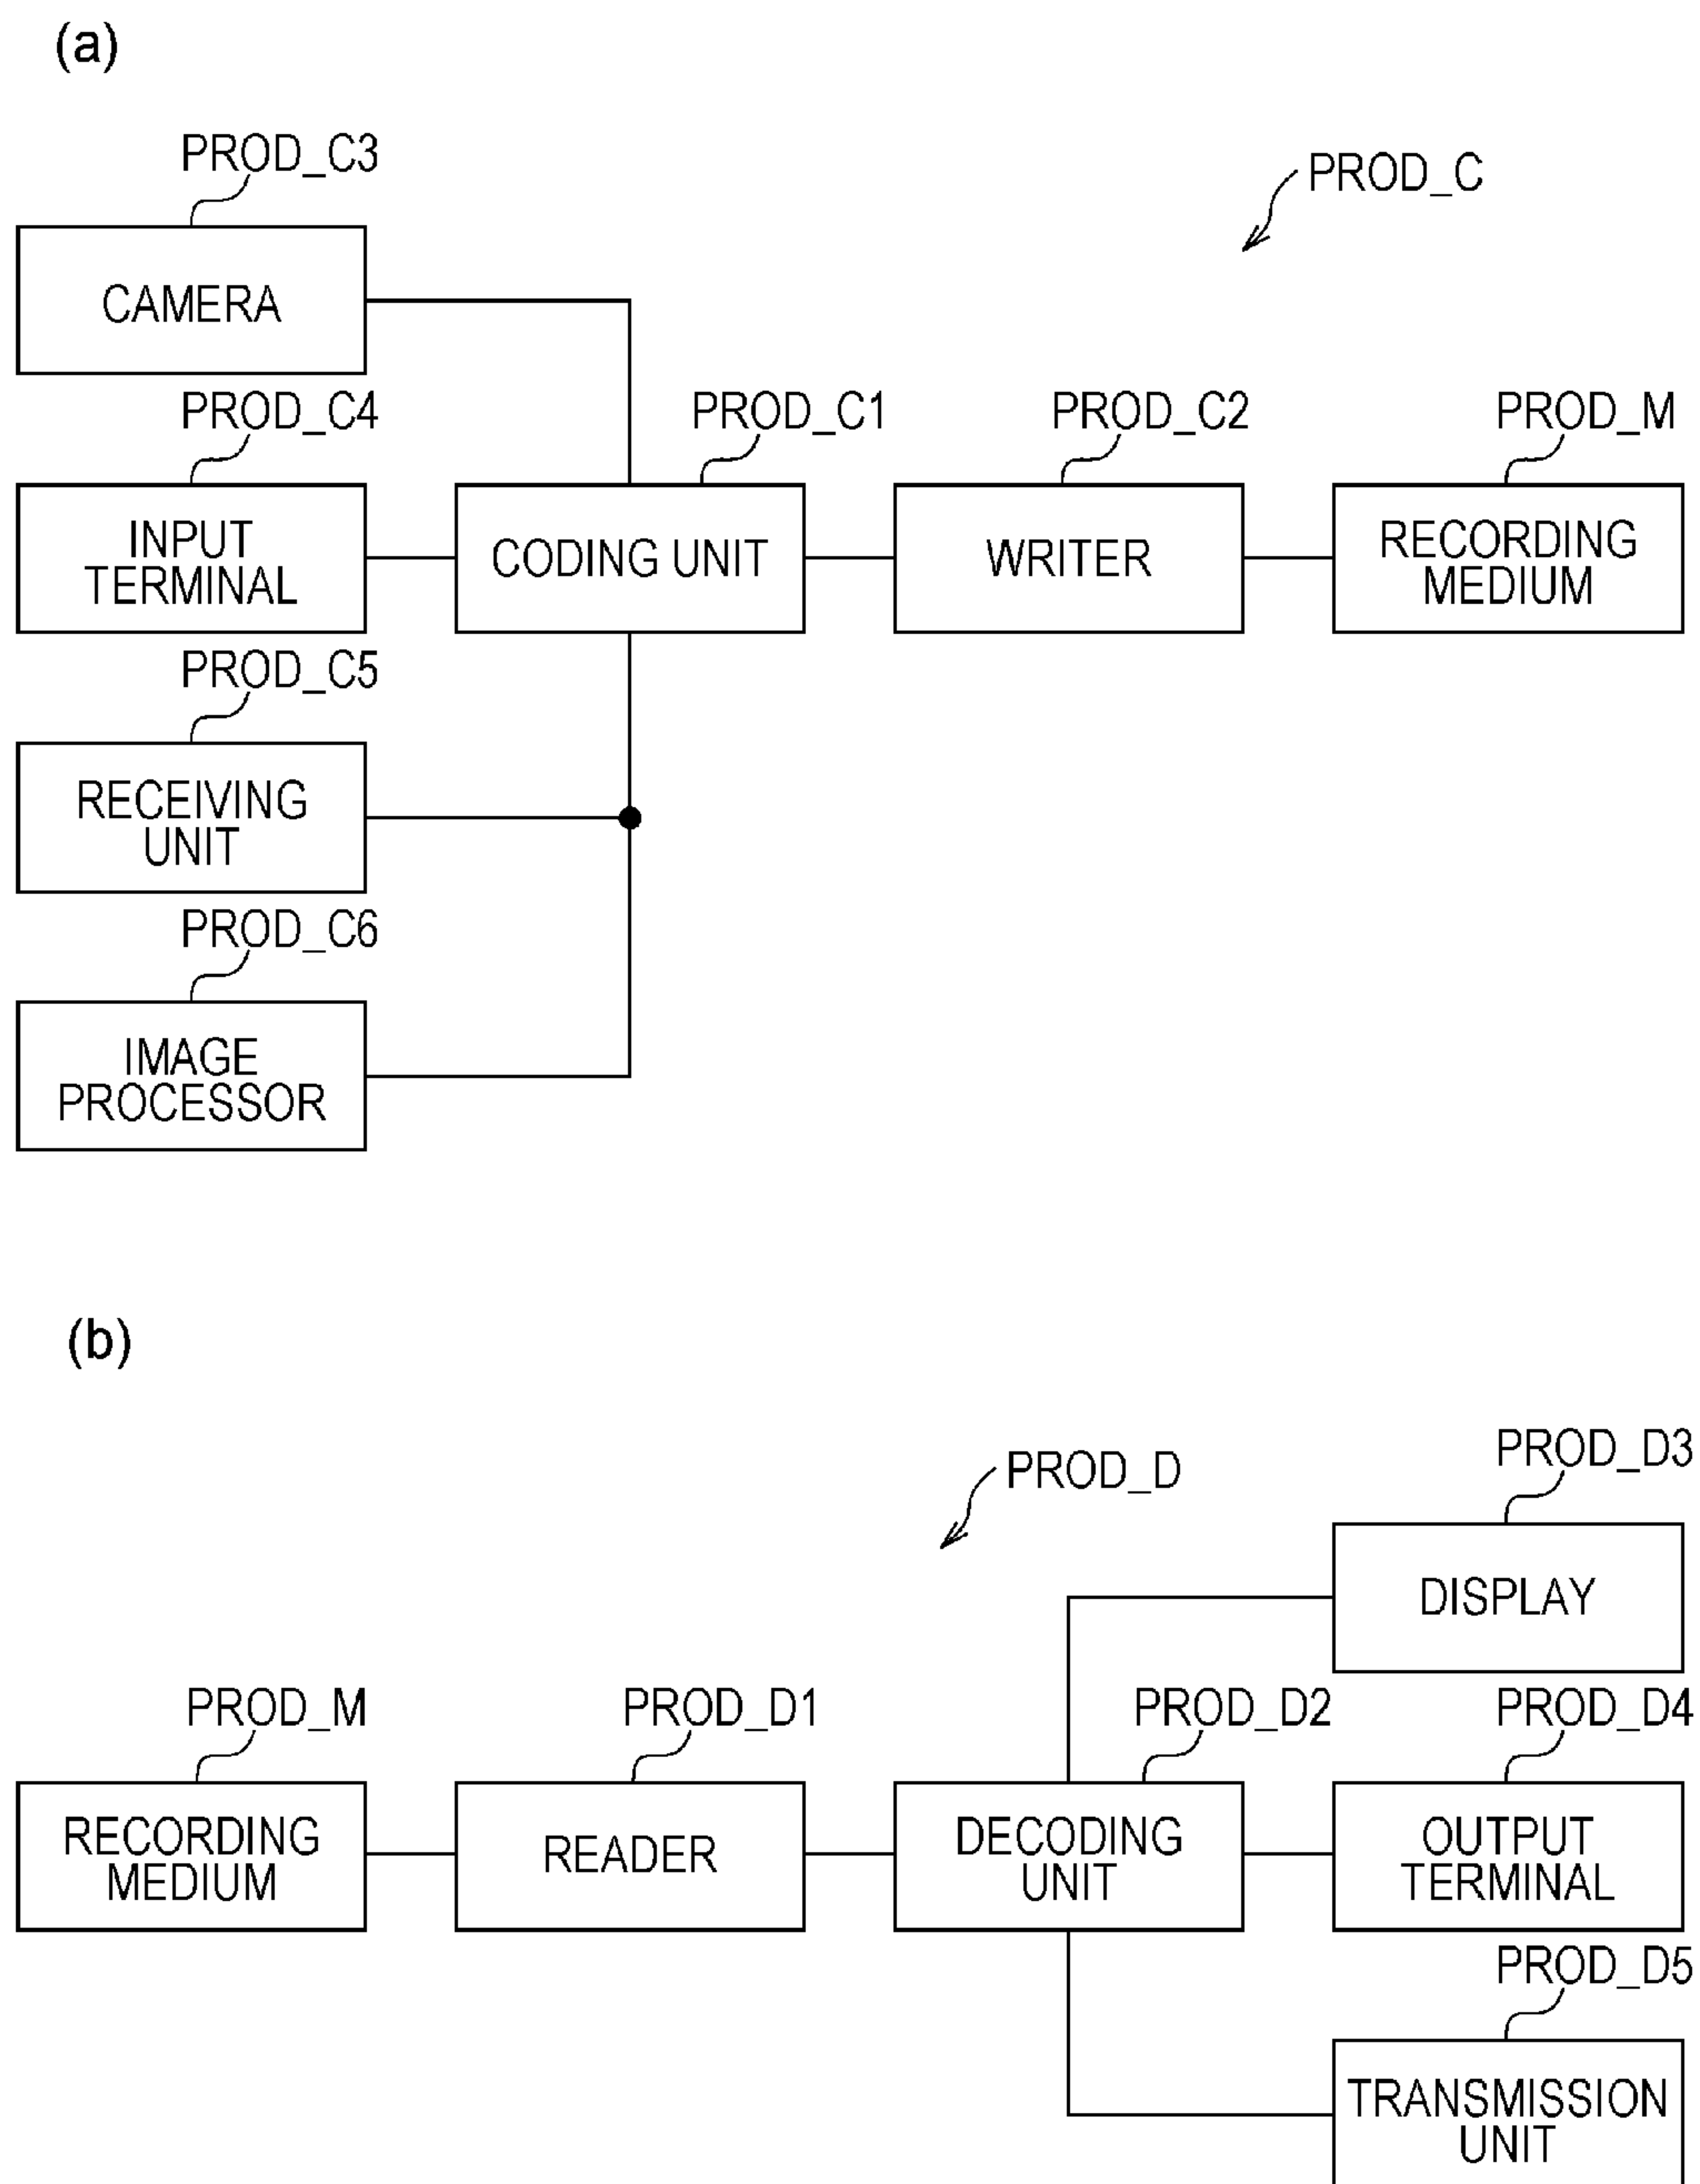 (a)
PROD_C3
PROD_C
CAMERA
PROD_C4
PROD_C1
PROD_C2
PROD_M
INPUT
TERMINAL
CODING UNIT
WRITER
RECORDING
MEDIUM
PROD_C5
RECEIVING
UNIT
PROD_C6
IMAGE
PROCESSOR
(b)
PROD_D
PROD_D3
DISPLAY
PROD_M
PROD_D1
PROD_D2
PROD_D4
RECORDING
MEDIUM
READER
DECODING
UNIT
OUTPUT
TERMINAL
PROD_D5
TRANSMISSION
UNIT